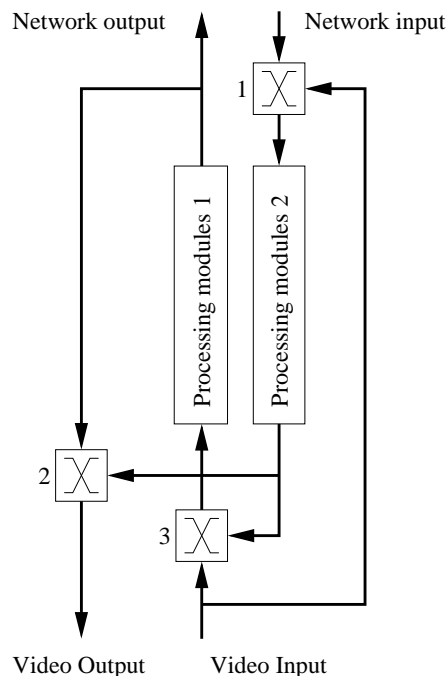 Network output
Network input
1
Processing modules 1
Processing modules 2
2
3
Video Output
Video Input